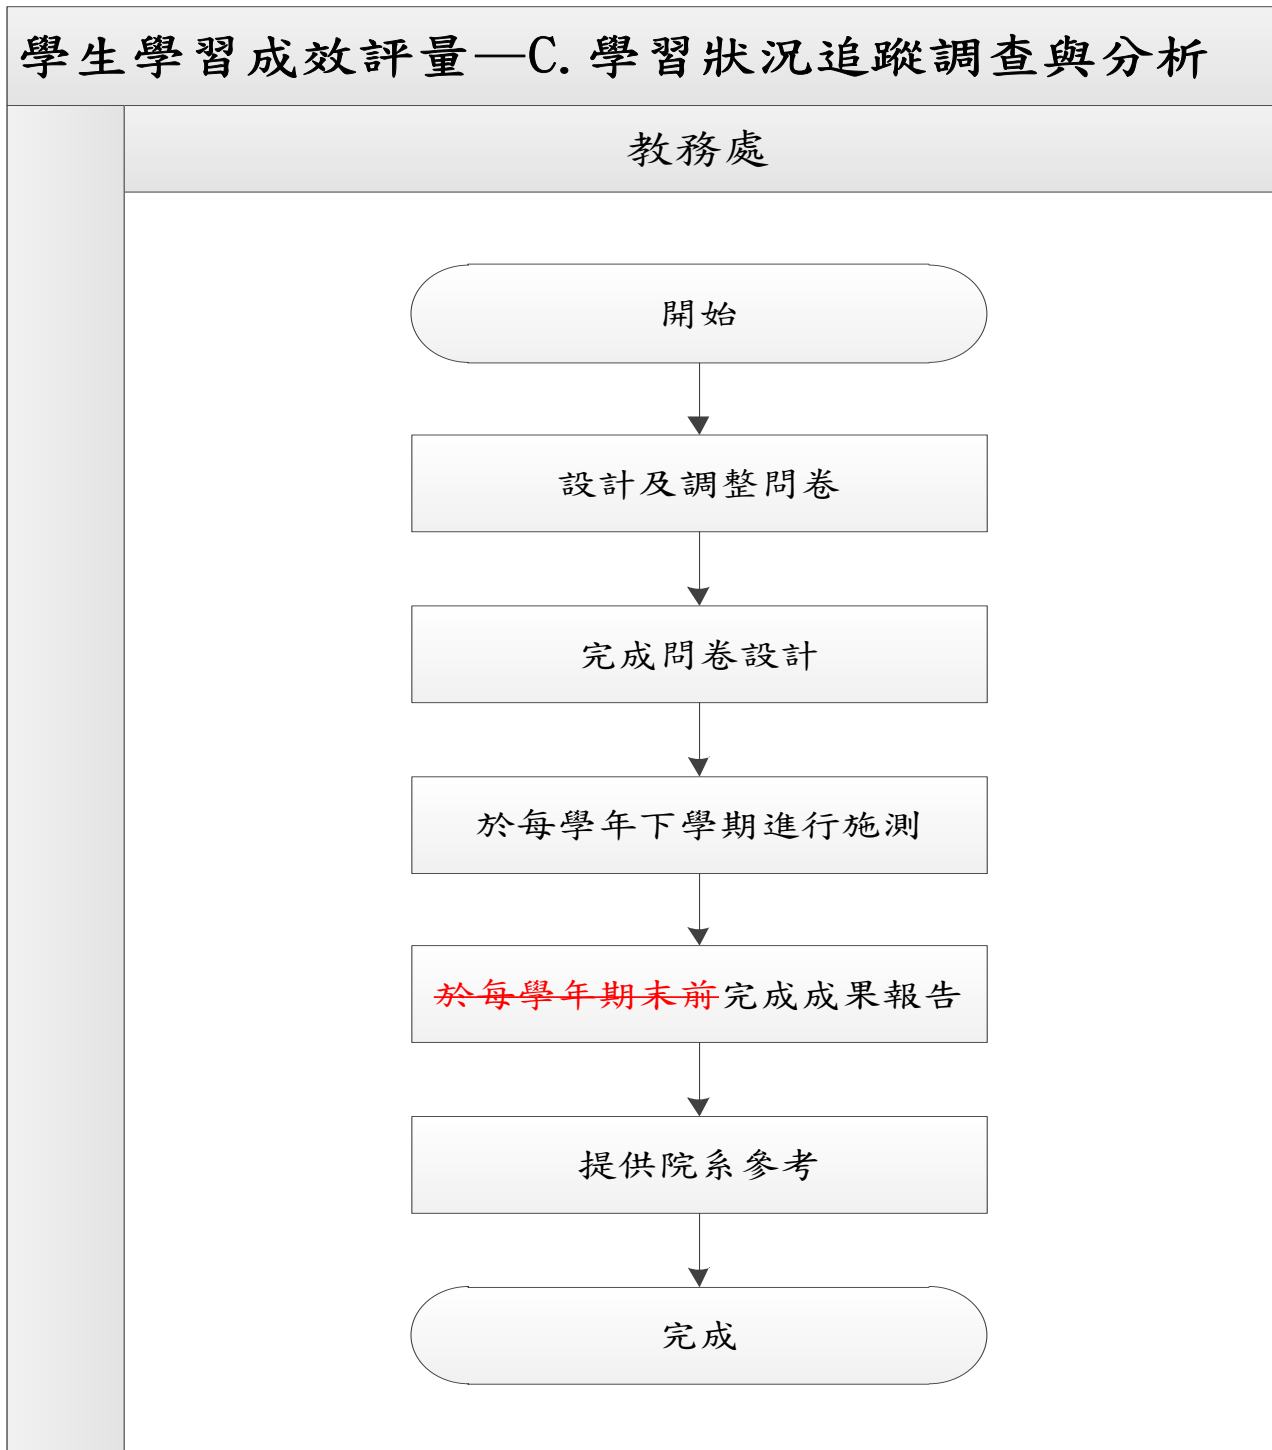 學生學習成效評量—C.學習狀況追蹤調查與分析
教務處
開始
設計及調整問卷
完成問卷設計
於每學年下學期進行施測
於每學年期末前完成成果報告
提供院系參考
完成